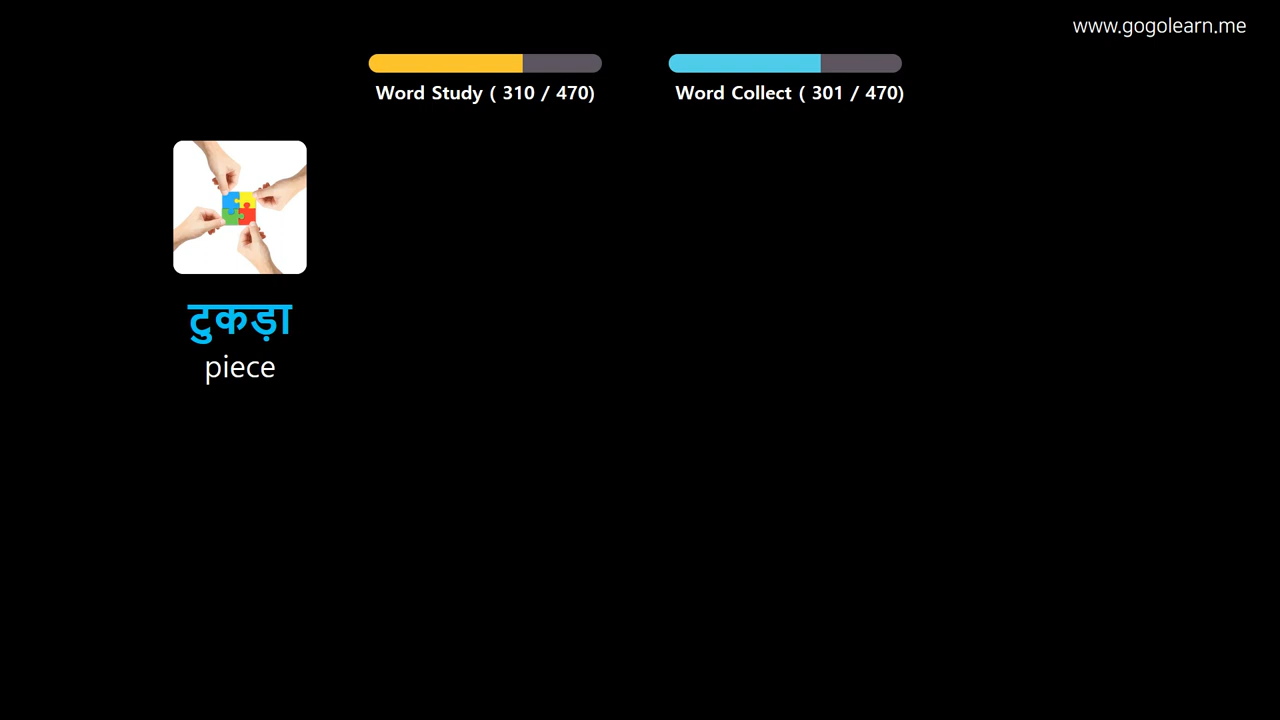 www.gogolearn.me
Word Study ( 310 / 470)
Word Collect ( 301 / 470)
टुकड़ा
piece